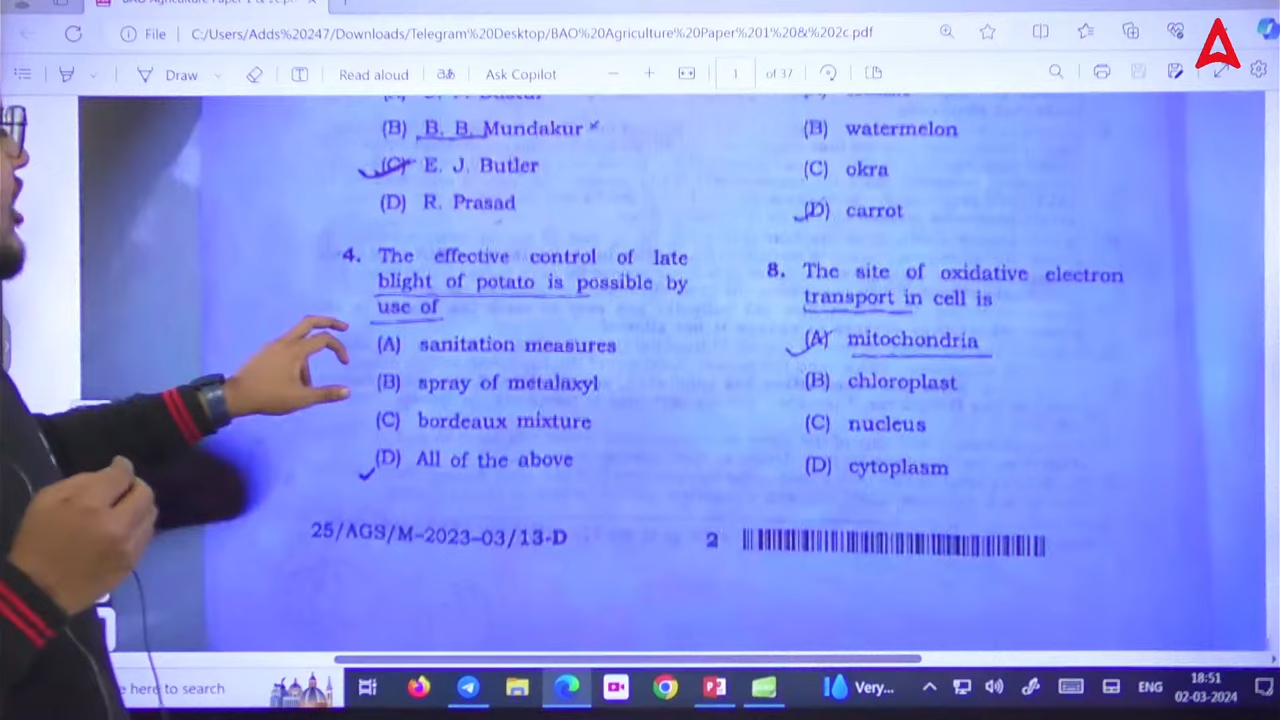 File
C:/Users/Adds%20247/Downloads/Telegram%20Desktop/BAO%20Agriculture%20Paper%201%20&%202c.pdf
Draw
Read aloud
Ask Copilot
1 of 37
(B) B. B. Mundakur
(C) E. J. Butler
(D) R. Prasad
4. The effective control of late
blight of potato is possible by
use of
(A) sanitation measures
(B) spray of metalaxyl
(C) bordeaux mixture
(D) All of the above
(B) watermelon
(C) okra
(D) carrot
8. The site of oxidative electron
transport in cell is
(A) mitochondria
(B) chloroplast
(C) nucleus
(D) cytoplasm
25/AGS/M-2023-03/13-D
2
here to search
Very...
ENG
18:51
02-03-2024